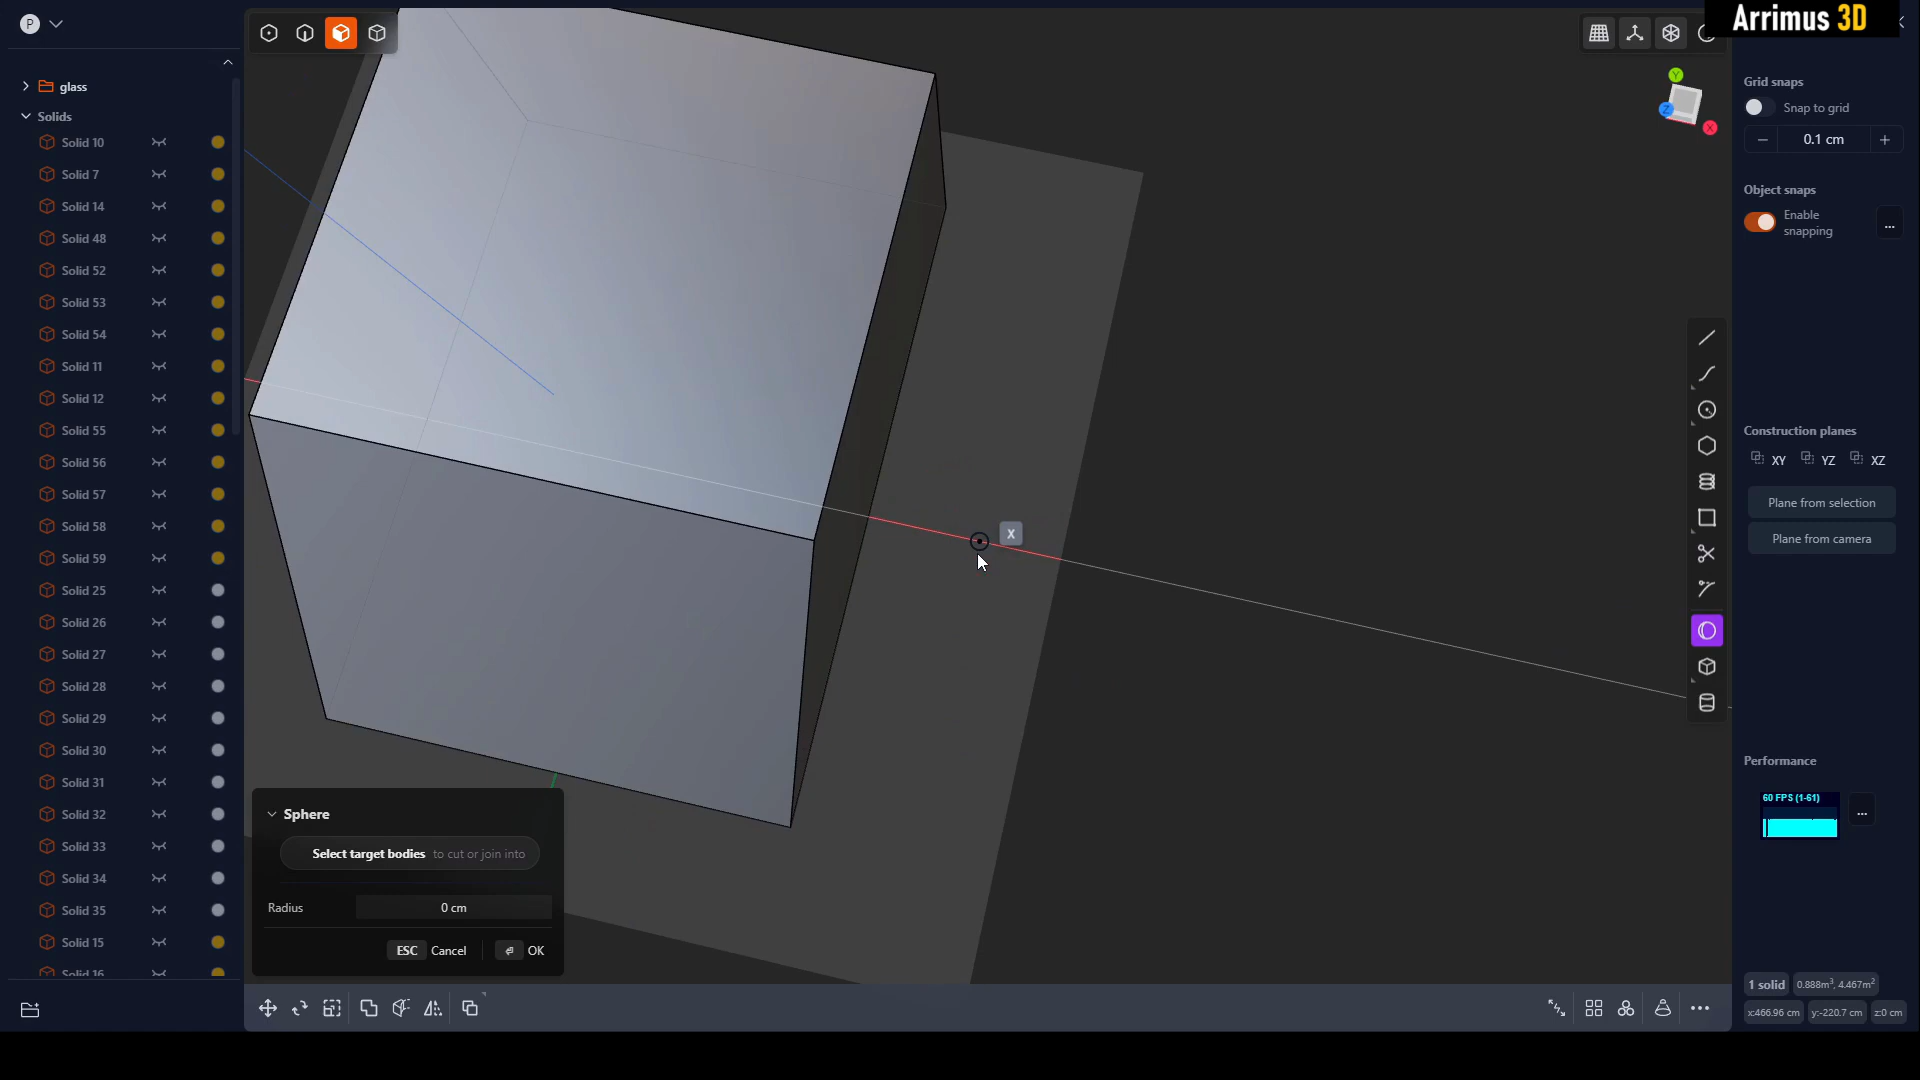 P
Arrimus 3D
glass
Solids
Solid 10
Solid 7
Solid 14
Solid 48
Solid 52
Solid 53
Solid 54
Solid 11
Solid 12
Solid 55
Solid 56
Solid 57
Solid 58
Solid 59
Solid 25
Solid 26
Solid 27
Solid 28
Solid 29
Solid 30
Solid 31
Solid 32
Solid 33
Solid 34
Solid 35
Solid 15
Solid 16
Y
Z
X
X
Sphere
Select target bodies to cut or join into
Radius 0 cm
ESC Cancel OK
Grid snaps
Snap to grid
0.1 cm
Object snaps
Enable
snapping
...
Construction planes
XY YZ XZ
Plane from selection
Plane from camera
Performance
60 FPS (1-61)
...
1 solid 0.888m³, 4.467m²
x:466.96 cm y:-220.7 cm z:0 cm